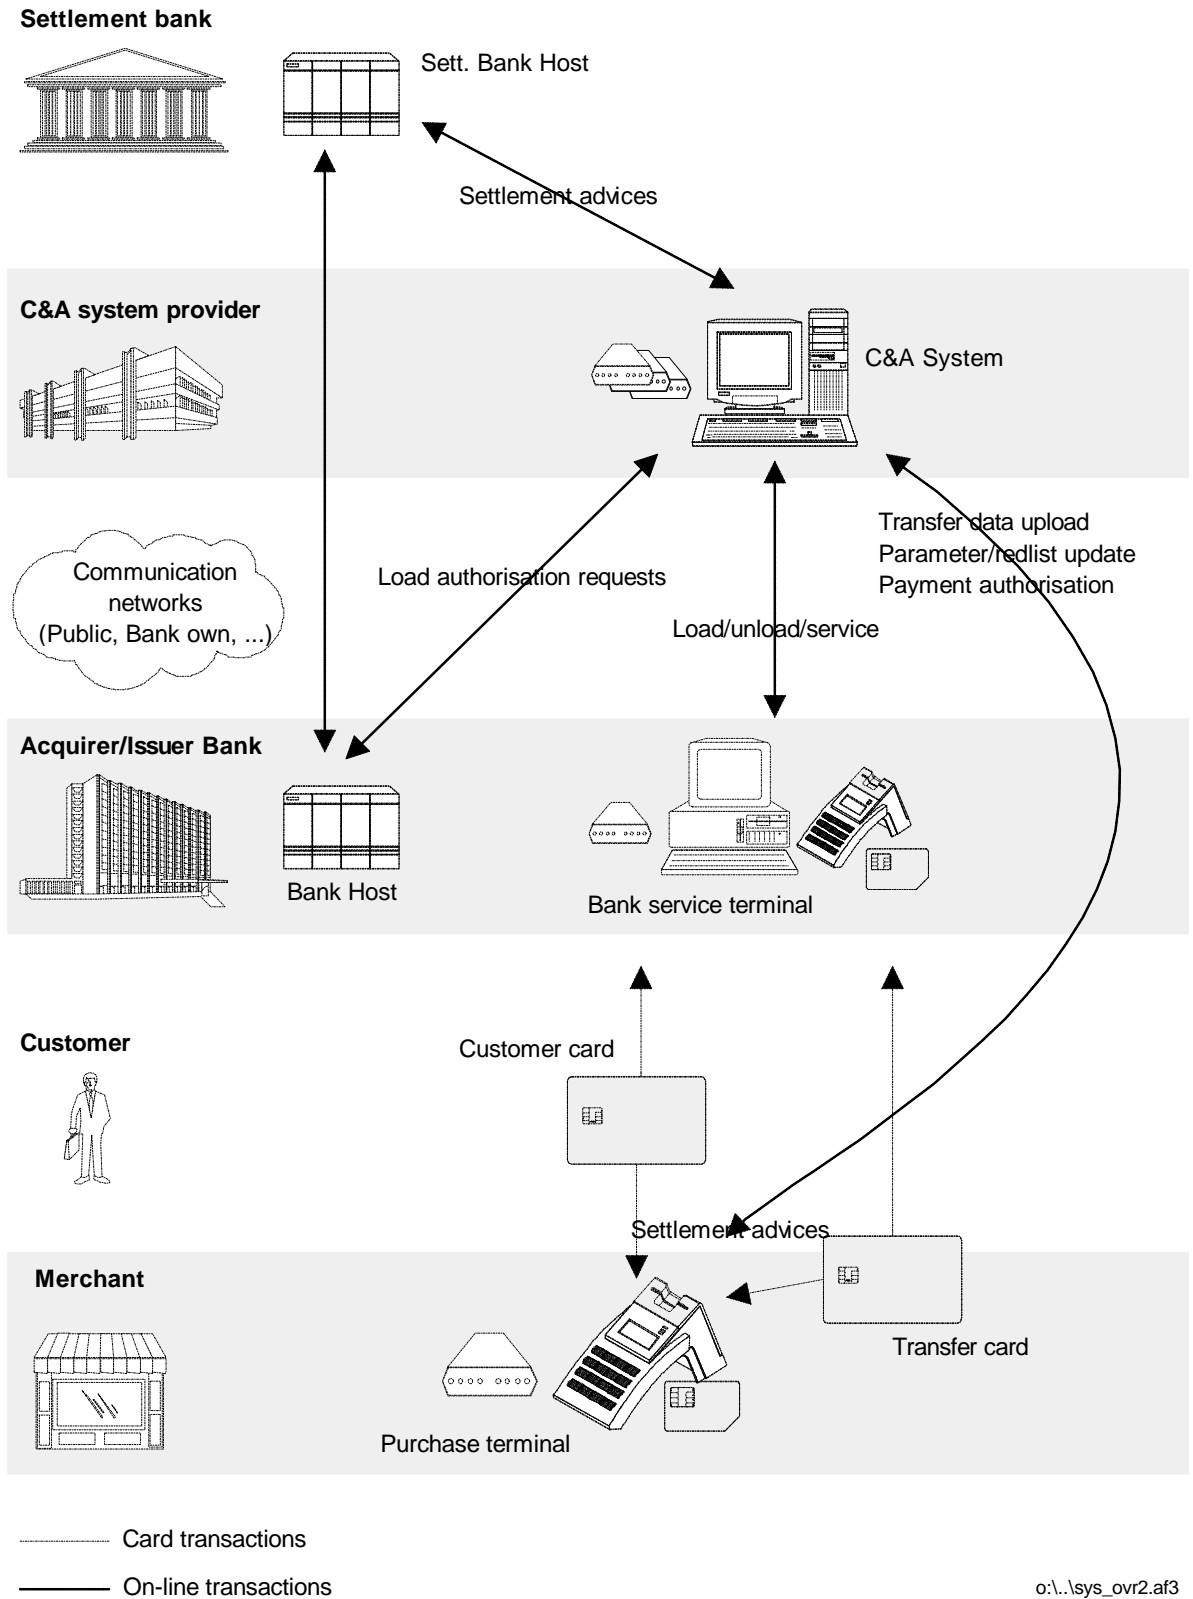 Settlement bank
Sett. Bank Host
Settlement advices
C&A system provider
C&A System
Transfer data upload
Parameter/redlist update
Payment authorisation
Communication
networks
(Public, Bank own, ...)
Load authorisation requests
Load/unload/service
Acquirer/Issuer Bank
Bank Host
Bank service terminal
Customer
Customer card
Settlement advices
Merchant
Transfer card
Purchase terminal
Card transactions
On-line transactions
o:\..\sys_ovr2.af3